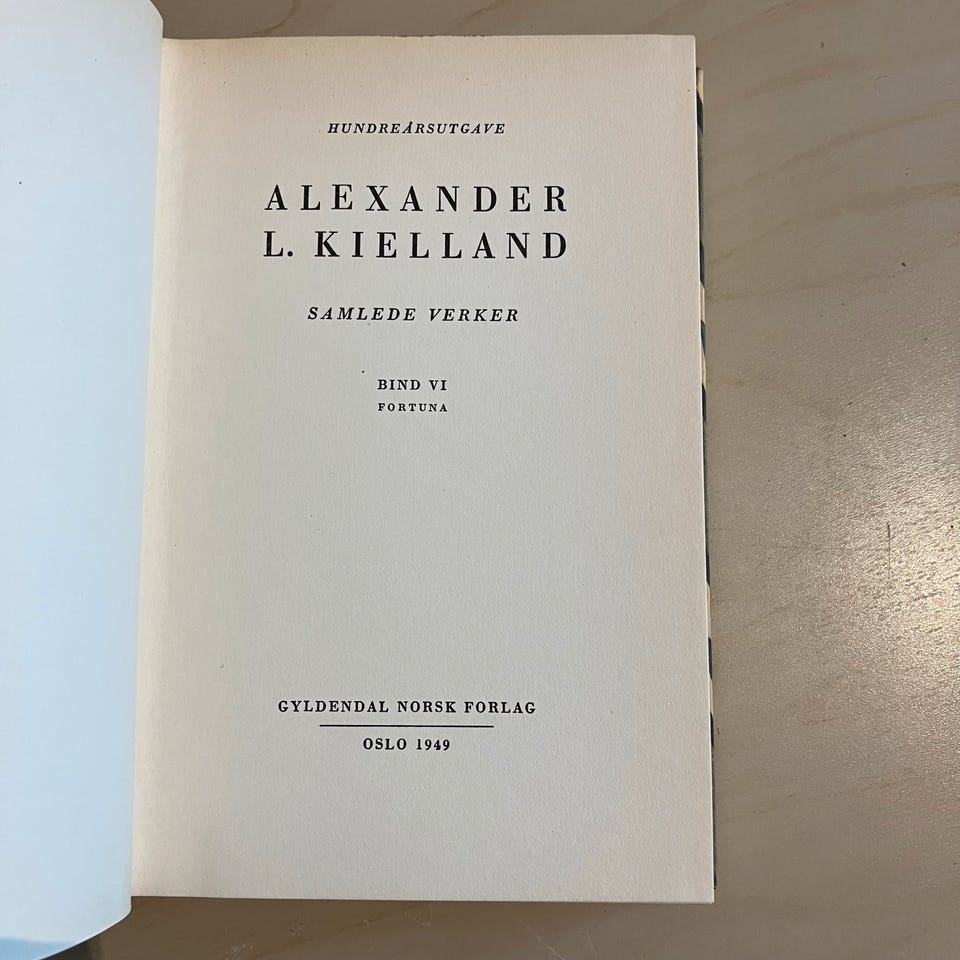 HUNDREÅRSUTGAVE
ALEXANDER
L. KIELLAND
SAMLEDE VERKER
BIND VI
FORTUNA
GYLDENDAL NORSK FORLAG
OSLO 1949